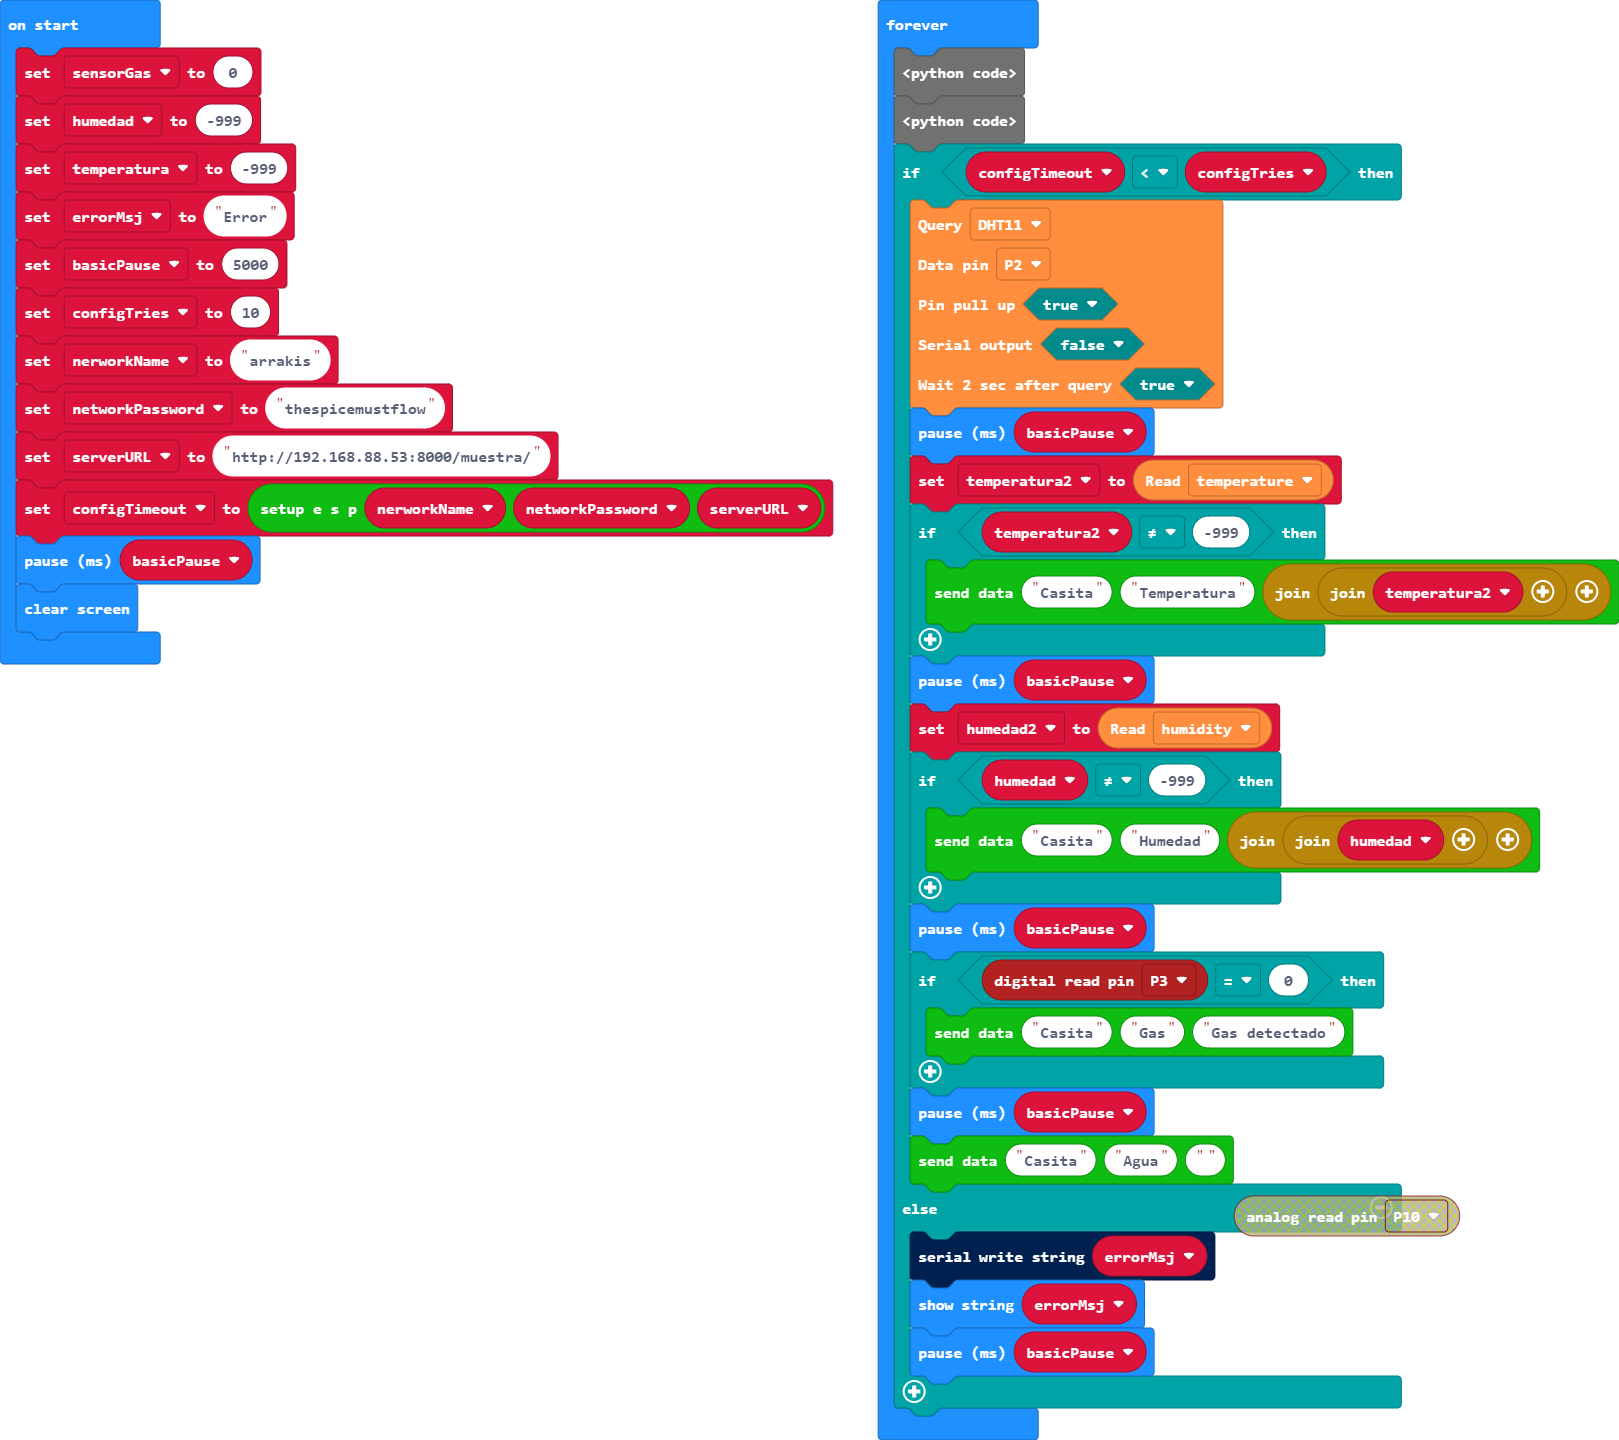 on start
set sensorGas to 0
set humedad to -999
set temperatura to -999
set errorMsj to "Error"
set basicPause to 5000
set configTries to 10
set nerworkName to "arrakis"
set networkPassword to "thespicemustflow"
set serverURL to "http://192.168.88.53:8000/muestra/"
set configTimeout to setup e s p nerworkName networkPassword serverURL
pause (ms) basicPause
clear screen
forever
<python code>
<python code>
if configTimeout < configTries then
Query DHT11
Data pin P2
Pin pull up true
Serial output false
Wait 2 sec after query true
pause (ms) basicPause
set temperatura2 to Read temperature
if temperatura2 ≠ -999 then
send data "Casita" "Temperatura" join join temperatura2
pause (ms) basicPause
set humedad2 to Read humidity
if humedad ≠ -999 then
send data "Casita" "Humedad" join join humedad
pause (ms) basicPause
if digital read pin P3 = 0 then
send data "Casita" "Gas" "Gas detectado"
pause (ms) basicPause
send data "Casita" "Agua" ""
else
analog read pin P10
serial write string errorMsj
show string errorMsj
pause (ms) basicPause